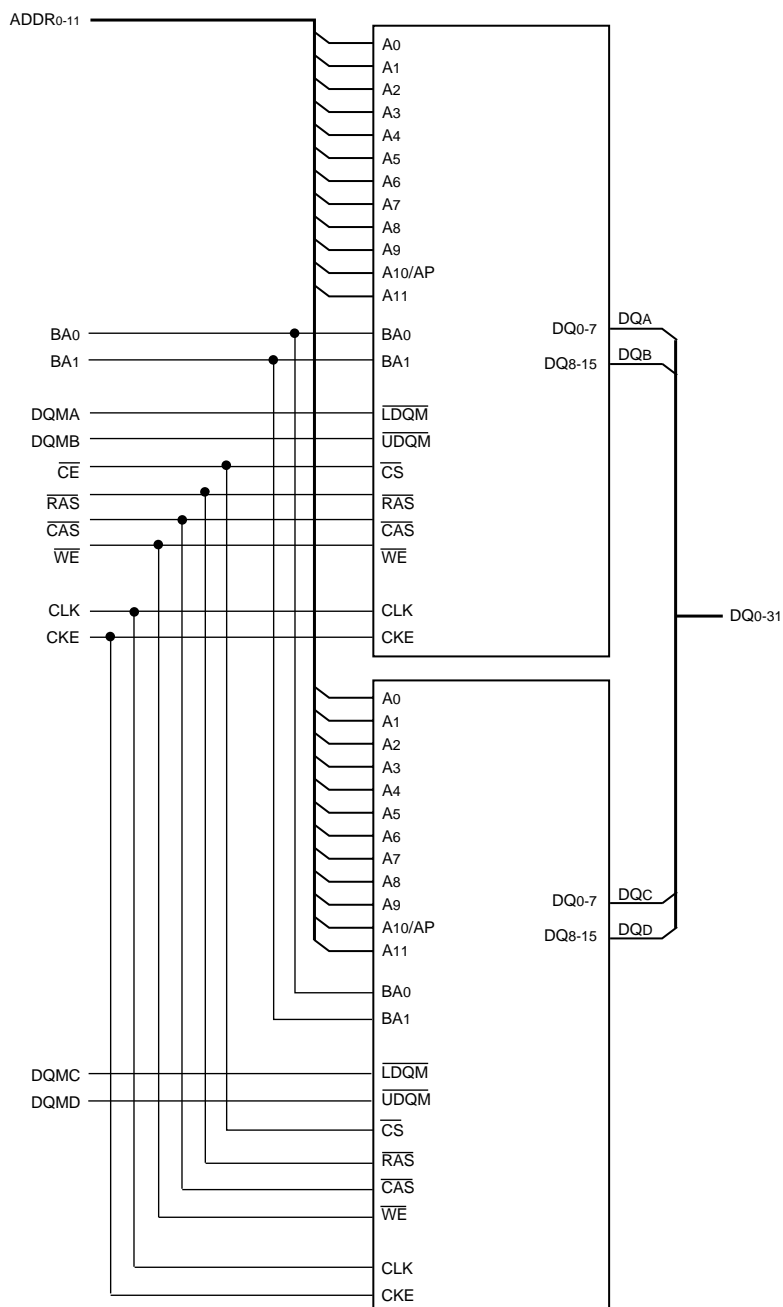 ADDR0-11
A0
A1
A2
A3
A4
A5
A6
A7
A8
A9
A10/AP
A11
BA0 BA0
BA1 BA1
DQ0-7 DQA
DQ8-15 DQB
DQMA LDQM
DQMB UDQM
CE CS
RAS RAS
CAS CAS
WE WE
CLK CLK
CKE CKE
DQ0-31
A0
A1
A2
A3
A4
A5
A6
A7
A8
A9
A10/AP
A11
DQ0-7 DQC
DQ8-15 DQD
BA0
BA1
DQMC LDQM
DQMD UDQM
CS
RAS
CAS
WE
CLK
CKE